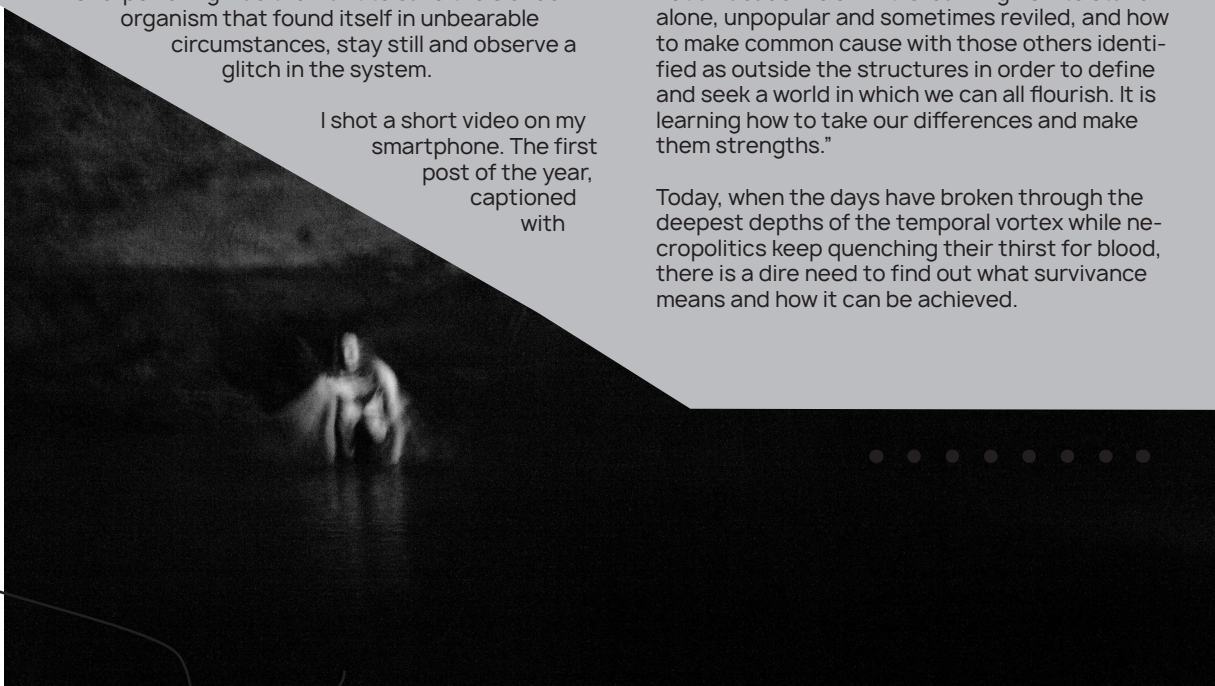 organism that found itself in unbearable
circumstances, stay still and observe a
glitch in the system.
I shot a short video on my
smartphone. The first
post of the year,
captioned
with
alone, unpopular and sometimes reviled, and how
to make common cause with those others identi-
fied as outside the structures in order to define
and seek a world in which we can all flourish. It is
learning how to take our differences and make
them strengths.”
Today, when the days have broken through the
deepest depths of the temporal vortex while ne-
cropolitics keep quenching their thirst for blood,
there is a dire need to find out what survivance
means and how it can be achieved.